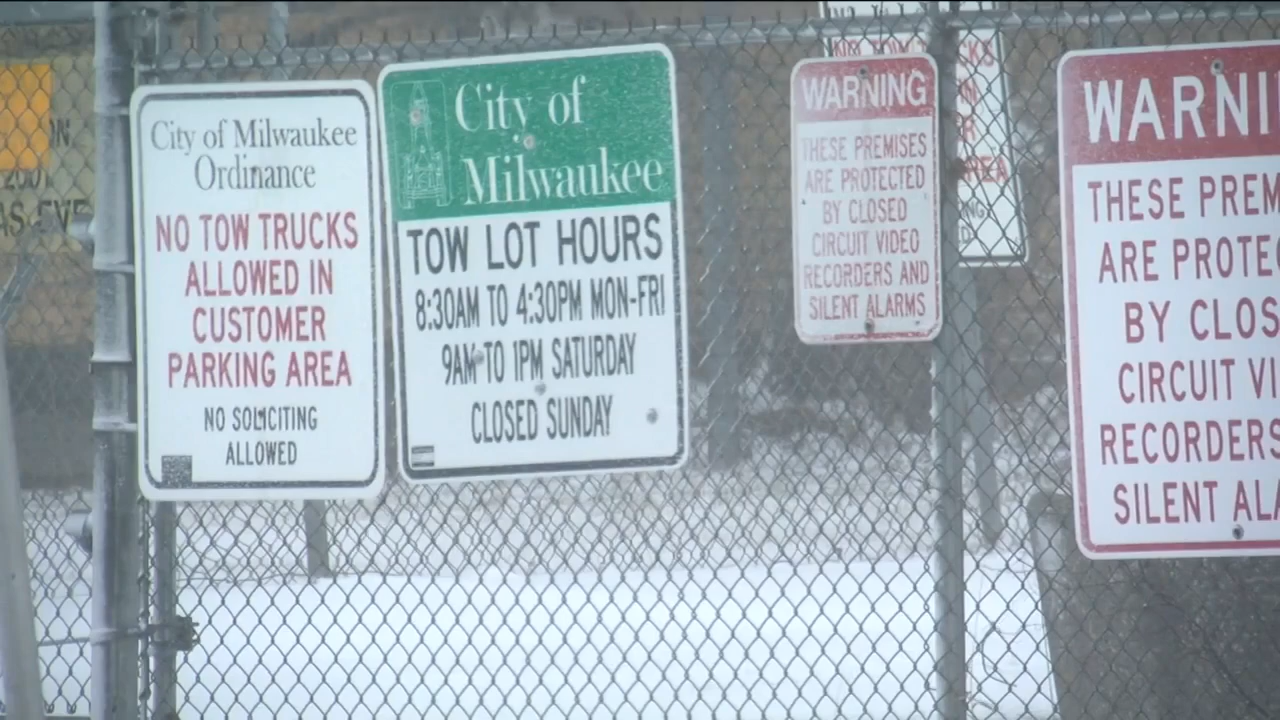 City of Milwaukee
Ordinance
NO TOW TRUCKS
ALLOWED IN
CUSTOMER
PARKING AREA
NO SOLICITING
ALLOWED
City of
Milwaukee
TOW LOT HOURS
8:30AM TO 4:30PM MON-FRI
9AM TO 1PM SATURDAY
CLOSED SUNDAY
WARNING
THESE PREMISES
ARE PROTECTED
BY CLOSED
CIRCUIT VIDEO
RECORDERS AND
SILENT ALARMS
WARNI
THESE PREM
ARE PROTEC
BY CLOS
CIRCUIT VI
RECORDERS
SILENT ALA